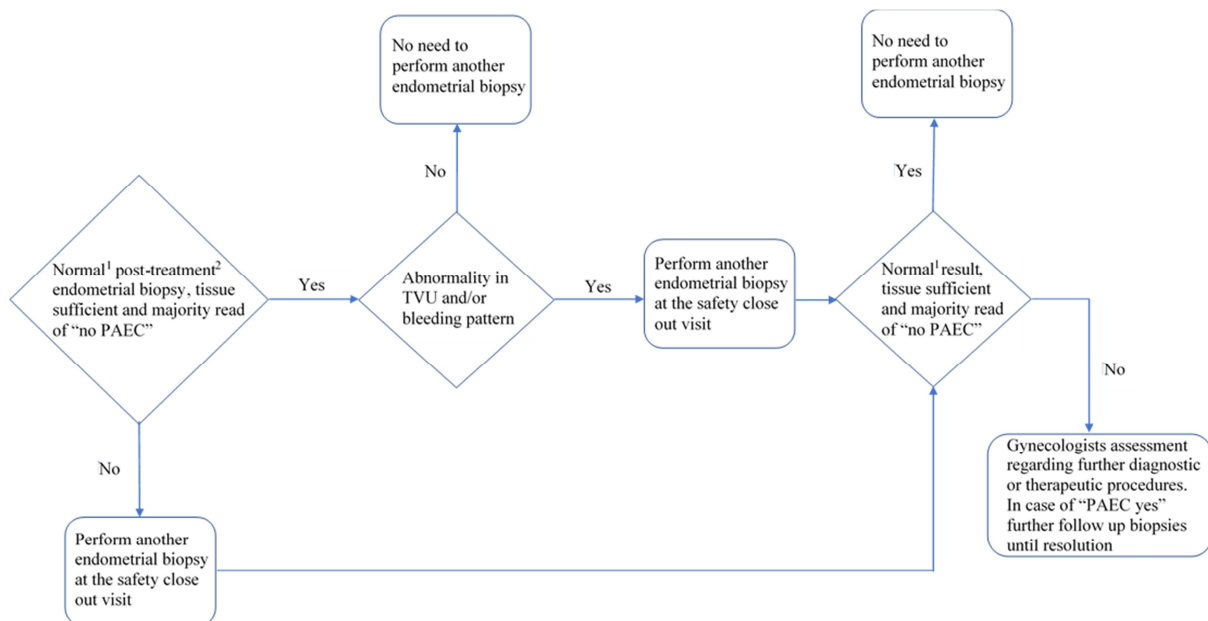 No need to
perform another
endometrial biopsy
No need to
perform another
endometrial biopsy
No
Yes
Normal¹ post-treatment²
endometrial biopsy, tissue
sufficient and majority read
of “no PAEC”
Yes
Abnormality in
TVU and/or
bleeding pattern
Yes
Perform another
endometrial biopsy
at the safety close
out visit
Normal¹ result,
tissue sufficient
and majority read
of “no PAEC”
No
No
Perform another
endometrial biopsy
at the safety close
out visit
Gynecologists assessment
regarding further diagnostic
or therapeutic procedures.
In case of “PAEC yes”
further follow up biopsies
until resolution